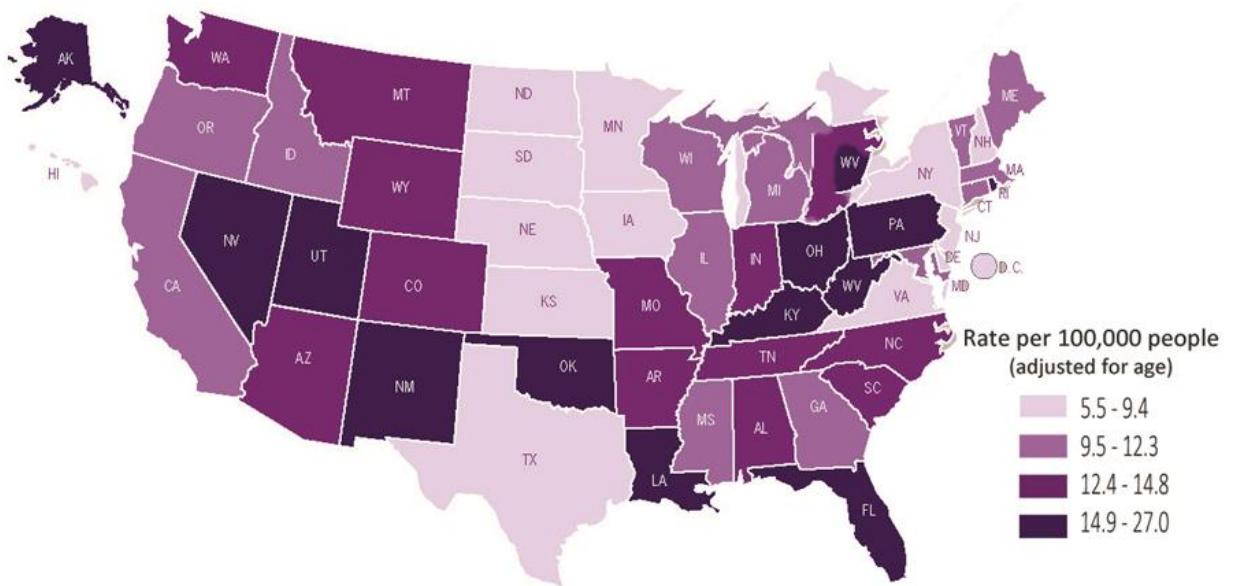 AK
WA
MT
ND
MN
ME
VT
NH
OR
ID
SD
WI
MI
WV
NY
MA
RI
CT
HI
WY
IA
NE
PA
NJ
NV
UT
CO
IL
IN
OH
DE
D.C.
MD
CA
KS
MO
WV
VA
KY
AZ
NM
OK
AR
TN
NC
SC
MS
AL
GA
TX
LA
FL
Rate per 100,000 people
(adjusted for age)
5.5 - 9.4
9.5 - 12.3
12.4 - 14.8
14.9 - 27.0